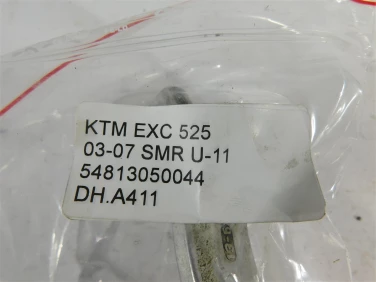 KTM EXC 525
03-07 SMR U-11
54813050044
DH.A411